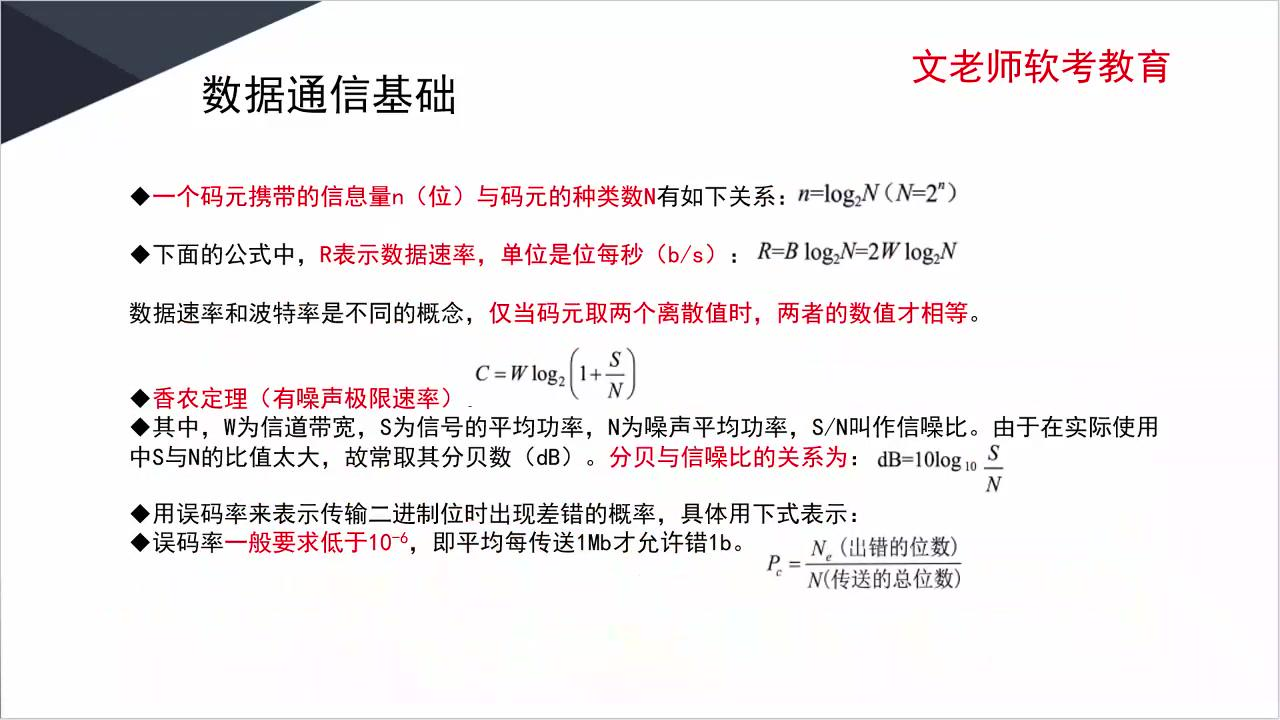 文老师软考教育
数据通信基础
◆一个码元携带的信息量n（位）与码元的种类数N有如下关系：n=log₂N（N=2ⁿ）
◆下面的公式中，R表示数据速率，单位是位每秒（b/s）：R=B log₂N=2W log₂N
数据速率和波特率是不同的概念，仅当码元取两个离散值时，两者的数值才相等。
◆香农定理（有噪声极限速率） C=W log₂(1+S/N)
◆其中，W为信道带宽，S为信号的平均功率，N为噪声平均功率，S/N叫作信噪比。由于在实际使用
中S与N的比值太大，故常取其分贝数（dB）。分贝与信噪比的关系为：dB=10log₁₀ S/N
◆用误码率来表示传输二进制位时出现差错的概率，具体用下式表示：
◆误码率一般要求低于10⁻⁶，即平均每传送1Mb才允许错1b。
P_c = N_e (出错的位数) / N(传送的总位数)